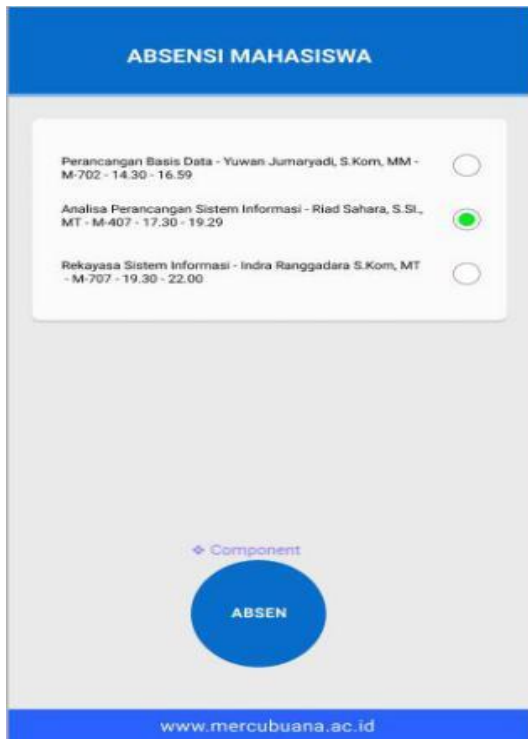 ABSENSI MAHASISWA
Perancangan Basis Data - Yuwan Jumaryadi, S.Kom, MM -
M-702 - 14.30 - 16.59
Analisa Perancangan Sistem Informasi - Riad Sahara, S.SI.,
MT - M-407 - 17.30 - 19.29
Rekayasa Sistem Informasi - Indra Ranggadara S.Kom, MT
- M-707 - 19.30 - 22.00
Component
ABSEN
www.mercubuana.ac.id